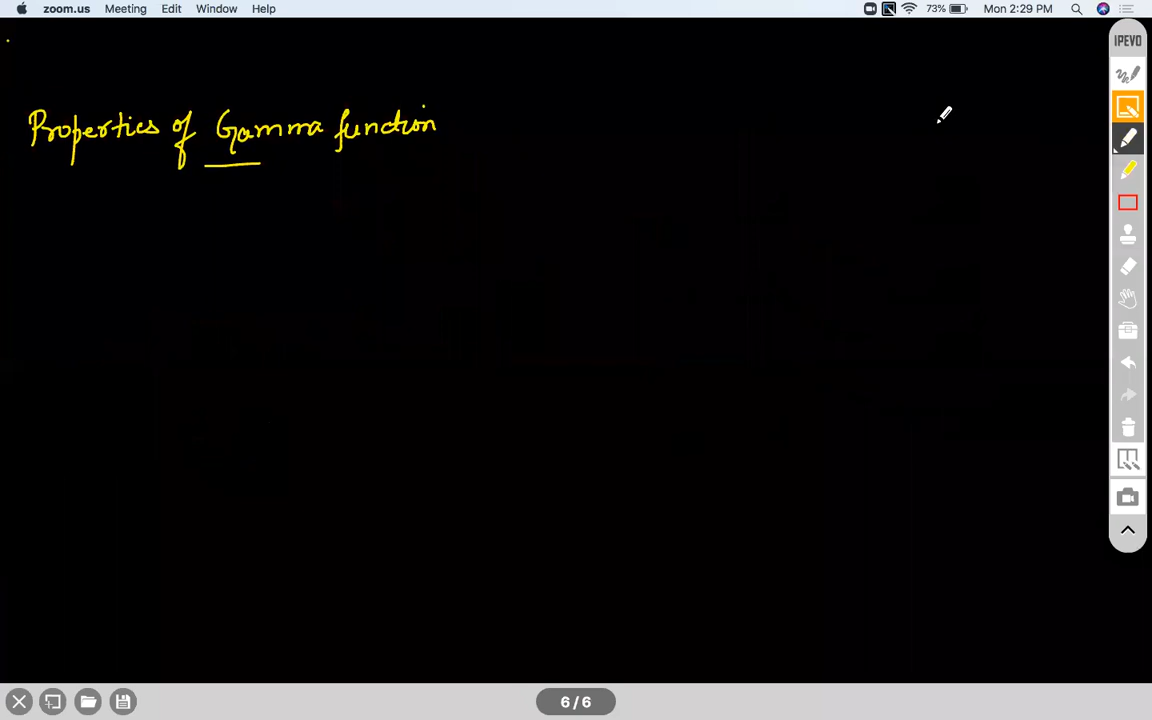 zoom.us Meeting Edit Window Help 73% Mon 2:29 PM
IPEVO
Properties of Gamma function
6 / 6